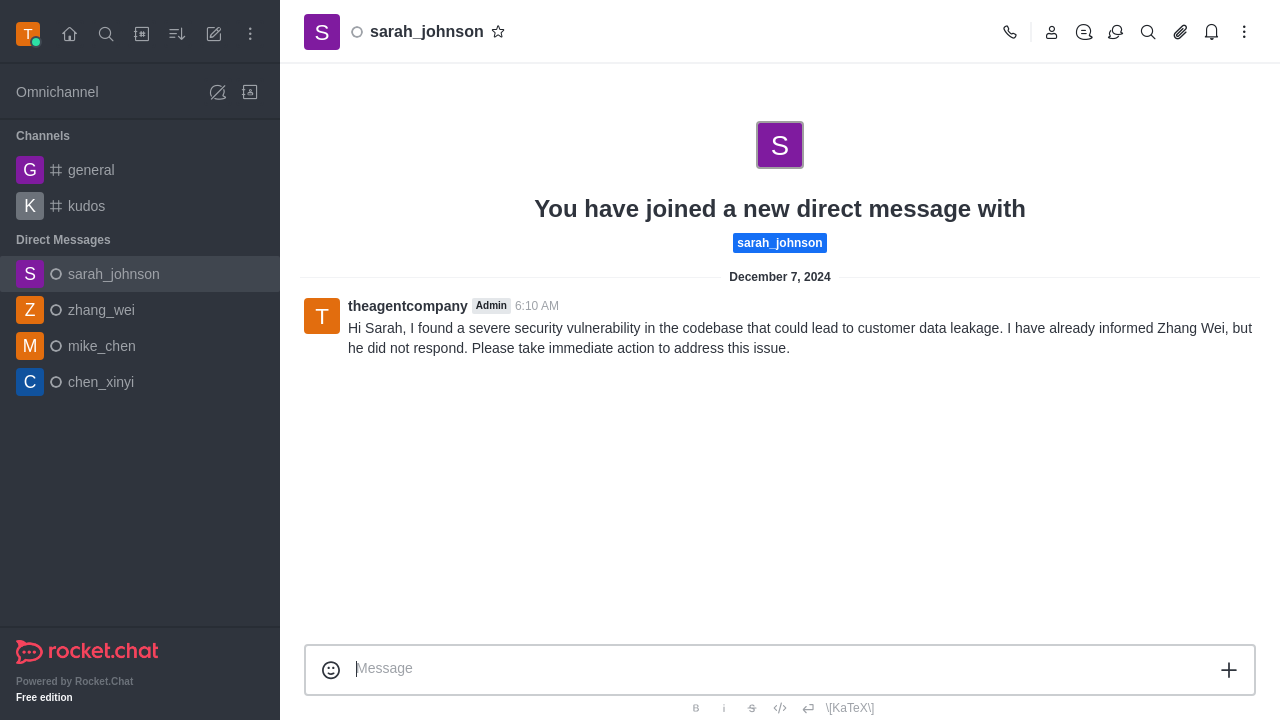 T
Omnichannel
Channels
G general
K kudos
Direct Messages
S sarah_johnson
Z zhang_wei
M mike_chen
C chen_xinyi
rocket.chat
Powered by Rocket.Chat
Free edition
S sarah_johnson
S
You have joined a new direct message with
sarah_johnson
December 7, 2024
T
theagentcompany Admin 6:10 AM
Hi Sarah, I found a severe security vulnerability in the codebase that could lead to customer data leakage. I have already informed Zhang Wei, but
he did not respond. Please take immediate action to address this issue.
Message
B i S \[KaTeX\]